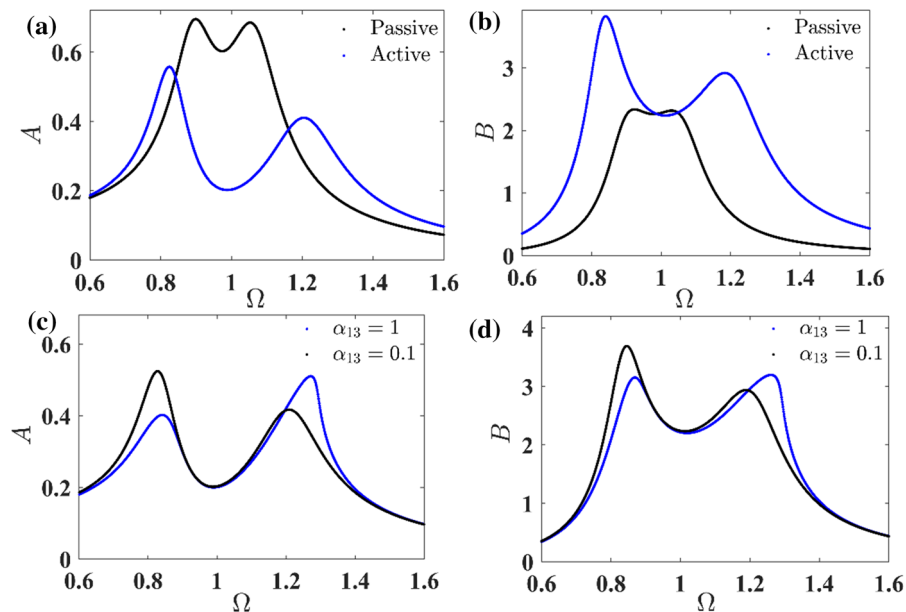 (a)
Passive
Active
0.6
0.4
0.2
0
A
0.6 0.8 1 1.2 1.4 1.6
Ω
(b)
Passive
Active
3
2
1
0
B
0.6 0.8 1 1.2 1.4 1.6
Ω
(c)
α₁₃ = 1
α₁₃ = 0.1
0.6
0.4
0.2
0
A
0.6 0.8 1 1.2 1.4 1.6
Ω
(d)
α₁₃ = 1
α₁₃ = 0.1
4
3
2
1
0
B
0.6 0.8 1 1.2 1.4 1.6
Ω